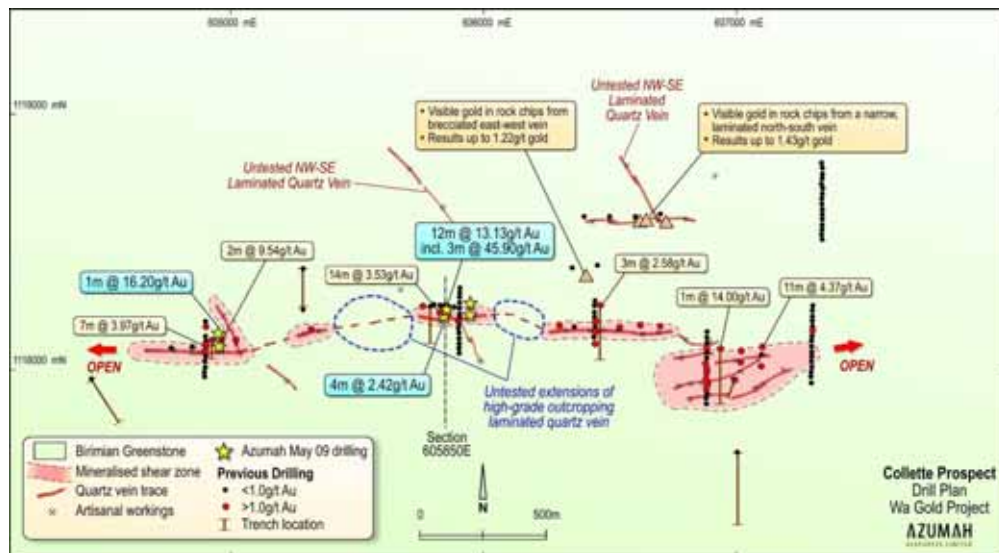 605000 mE
606000 mE
607000 mE
1119000 mN
1118000 mN
Untested NW-SE
Laminated
Quartz Vein
• Visible gold in rock chips from
brecciated east-west vein
• Results up to 1.22g/t gold
• Visible gold in rock chips from a narrow,
laminated north-south vein
• Results up to 1.43g/t gold
Untested NW-SE
Laminated Quartz Vein
12m @ 13.13g/t Au
incl. 3m @ 45.90g/t Au
2m @ 9.54g/t Au
14m @ 3.53g/t Au
3m @ 2.58g/t Au
1m @ 16.20g/t Au
11m @ 4.37g/t Au
1m @ 14.00g/t Au
7m @ 3.97g/t Au
OPEN
OPEN
4m @ 2.42g/t Au
Untested extensions of
high-grade outcropping
laminated quartz vein
Section
605850E
Birimian Greenstone
Mineralised shear zone
Quartz vein trace
Artisanal workings
Azumah May 09 drilling
Previous Drilling
<1.0g/t Au
>1.0g/t Au
Trench location
N
0
500m
Collette Prospect
Drill Plan
Wa Gold Project
AZUMAH
RESOURCES LIMITED